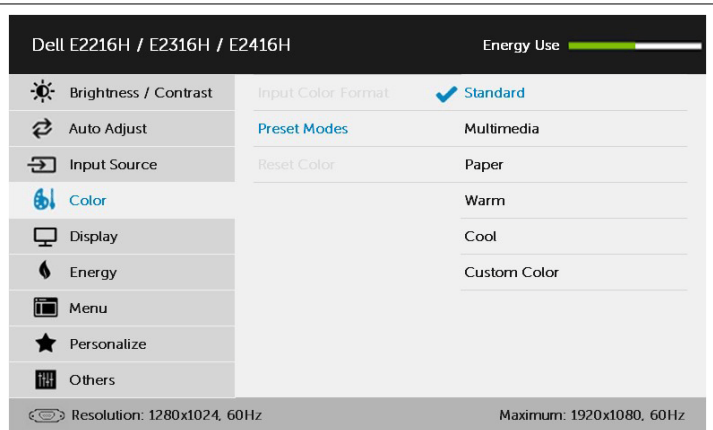 Dell E2216H / E2316H / E2416H
Energy Use
Brightness / Contrast
Input Color Format
Standard
Auto Adjust
Preset Modes
Multimedia
Input Source
Reset Color
Paper
Color
Warm
Display
Cool
Energy
Custom Color
Menu
Personalize
Others
Resolution: 1280x1024, 60Hz
Maximum: 1920x1080, 60Hz